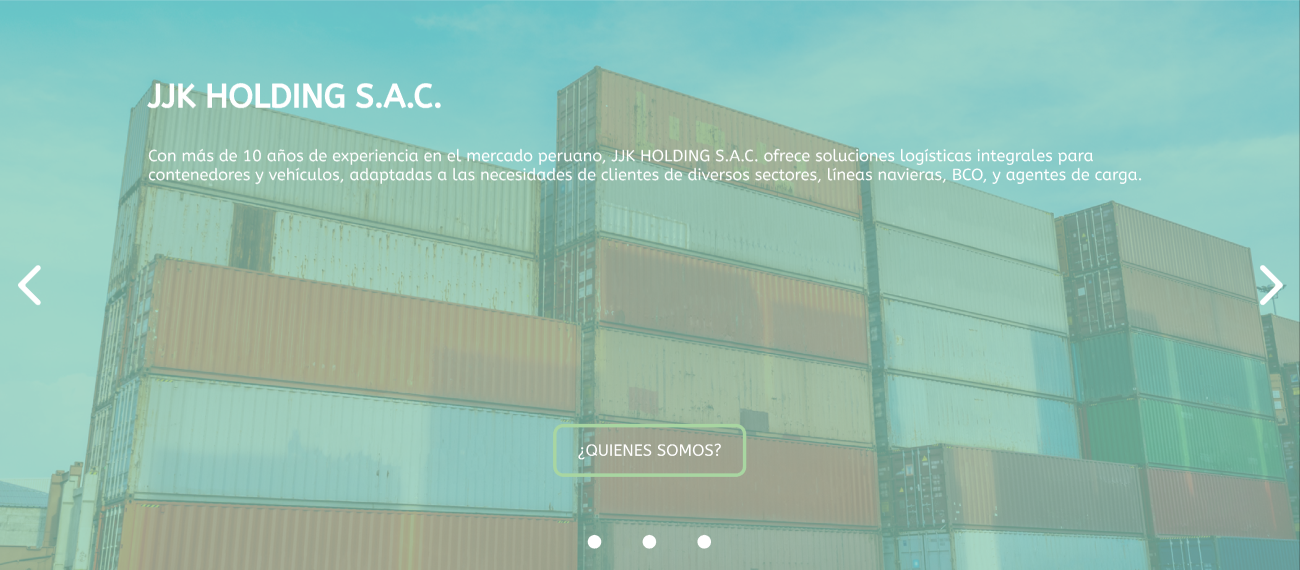 JJK HOLDING S.A.C.
Con más de 10 años de experiencia en el mercado peruano, JJK HOLDING S.A.C. ofrece soluciones logísticas integrales para
contenedores y vehículos, adaptadas a las necesidades de clientes de diversos sectores, líneas navieras, BCO, y agentes de carga.
¿QUIENES SOMOS?